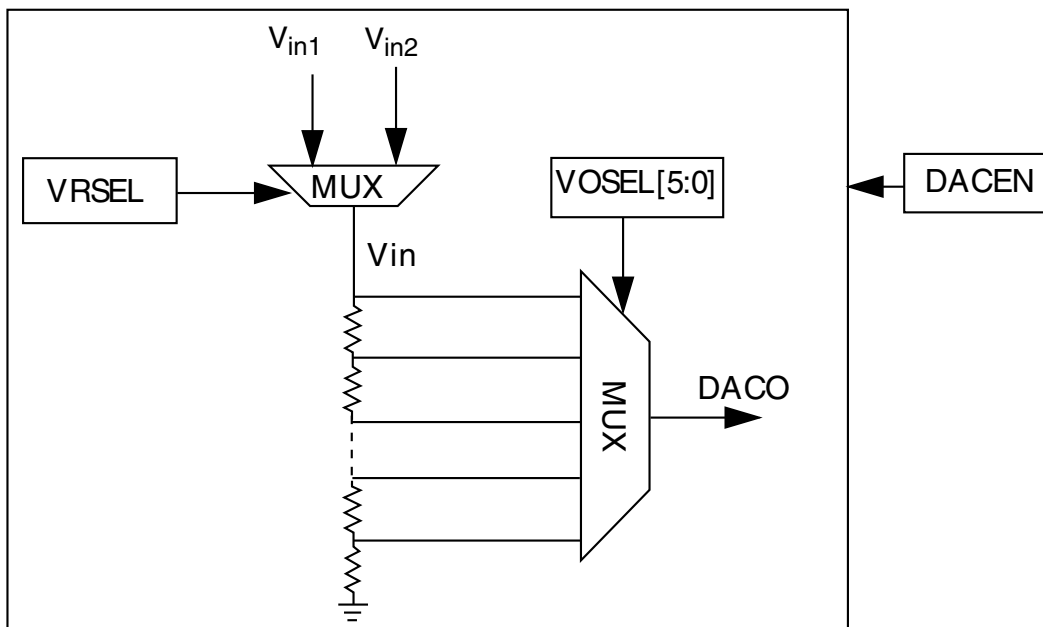 Vin1 Vin2
VRSEL
MUX
VOSEL[5:0]
DACEN
Vin
MUX
DACO